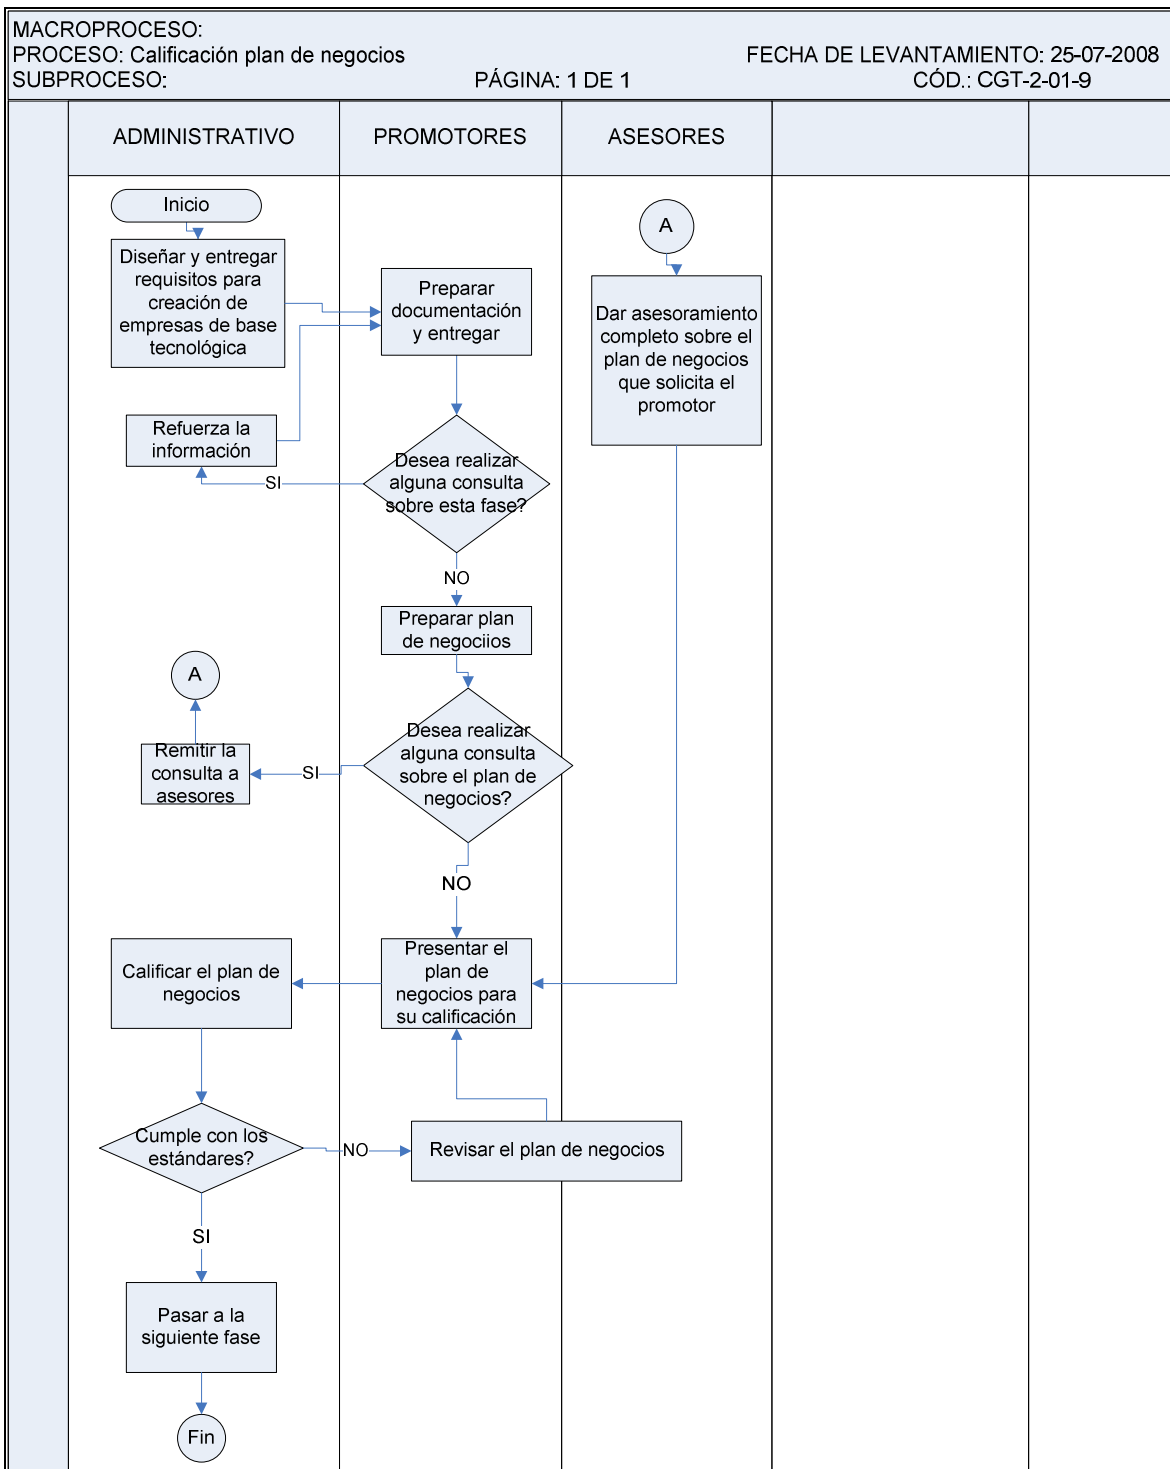 MACROPROCESO:
PROCESO: Calificación plan de negocios
FECHA DE LEVANTAMIENTO: 25-07-2008
SUBPROCESO:
PÁGINA: 1 DE 1
CÓD.: CGT-2-01-9
ADMINISTRATIVO
PROMOTORES
ASESORES
Inicio
Diseñar y entregar
requisitos para
creación de
empresas de base
tecnológica
Preparar
documentación
y entregar
A
Dar asesoramiento
completo sobre el
plan de negocios
que solicita el
promotor
Refuerza la
información
SI
Desea realizar
alguna consulta
sobre esta fase?
NO
Preparar plan
de negociios
A
Remitir la
consulta a
asesores
SI
Desea realizar
alguna consulta
sobre el plan de
negocios?
NO
Calificar el plan de
negocios
Presentar el
plan de
negocios para
su calificación
Cumple con los
estándares?
NO
Revisar el plan de negocios
SI
Pasar a la
siguiente fase
Fin